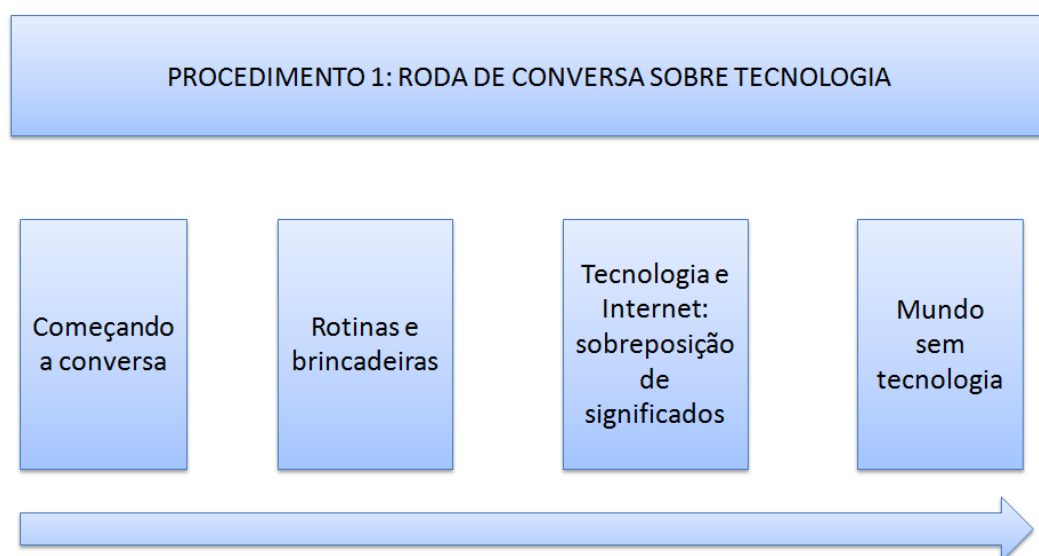 PROCEDIMENTO 1: RODA DE CONVERSA SOBRE TECNOLOGIA
Começando
a conversa
Rotinas e
brincadeiras
Tecnologia e
Internet:
sobreposição
de
significados
Mundo
sem
tecnologia